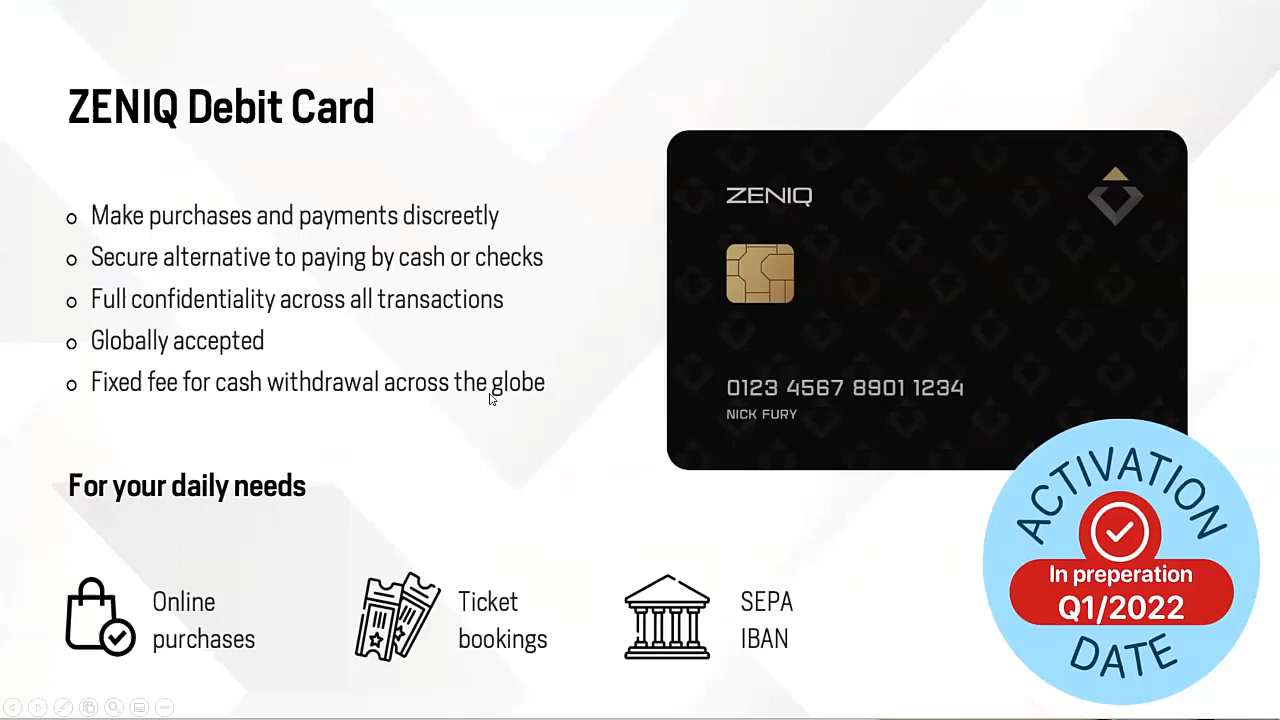 ZENIQ Debit Card
Make purchases and payments discreetly
Secure alternative to paying by cash or checks
Full confidentiality across all transactions
Globally accepted
Fixed fee for cash withdrawal across the globe
For your daily needs
Online
purchases
Ticket
bookings
SEPA
IBAN
ZENIQ
0123 4567 8901 1234
NICK FURY
ACTIVATION
In preperation
Q1/2022
DATE